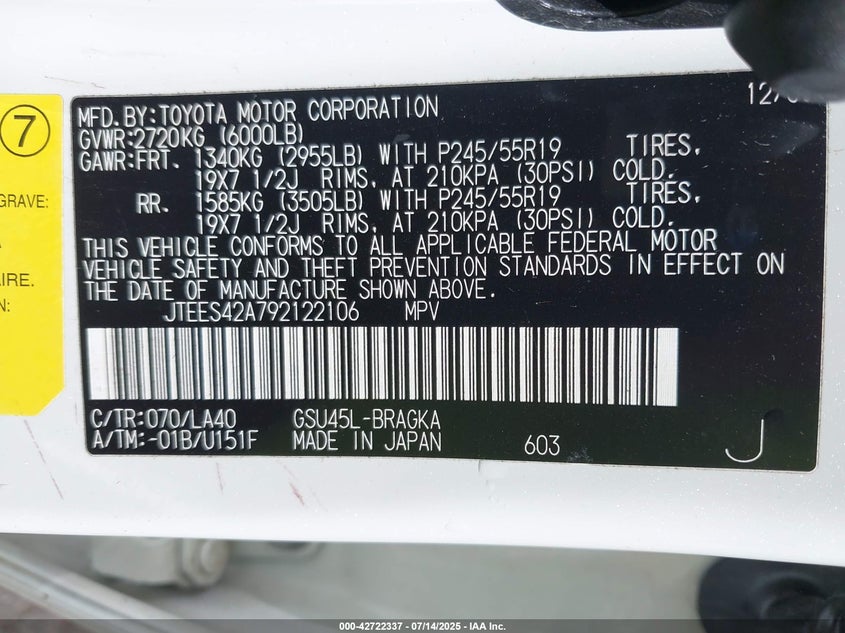 12/0
MFD.BY:TOYOTA MOTOR CORPORATION
GVWR:2720KG (6000LB)
GAWR:FRT. 1340KG (2955LB) WITH P245/55R19 TIRES,
19X7 1/2J RIMS, AT 210KPA (30PSI) COLD.
RR. 1585KG (3505LB) WITH P245/55R19 TIRES,
19X7 1/2J RIMS, AT 210KPA (30PSI) COLD.
THIS VEHICLE CONFORMS TO ALL APPLICABLE FEDERAL MOTOR
VEHICLE SAFETY AND THEFT PREVENTION STANDARDS IN EFFECT ON
THE DATE OF MANUFACTURE SHOWN ABOVE.
JTEES42A792122106 MPV
C/TR:070/LA40 GSU45L-BRAGKA
A/TM:-01B/U151F MADE IN JAPAN 603 J
7
GRAVE:
AIRE.
N:
000-42722337 - 07/14/2025 - IAA Inc.